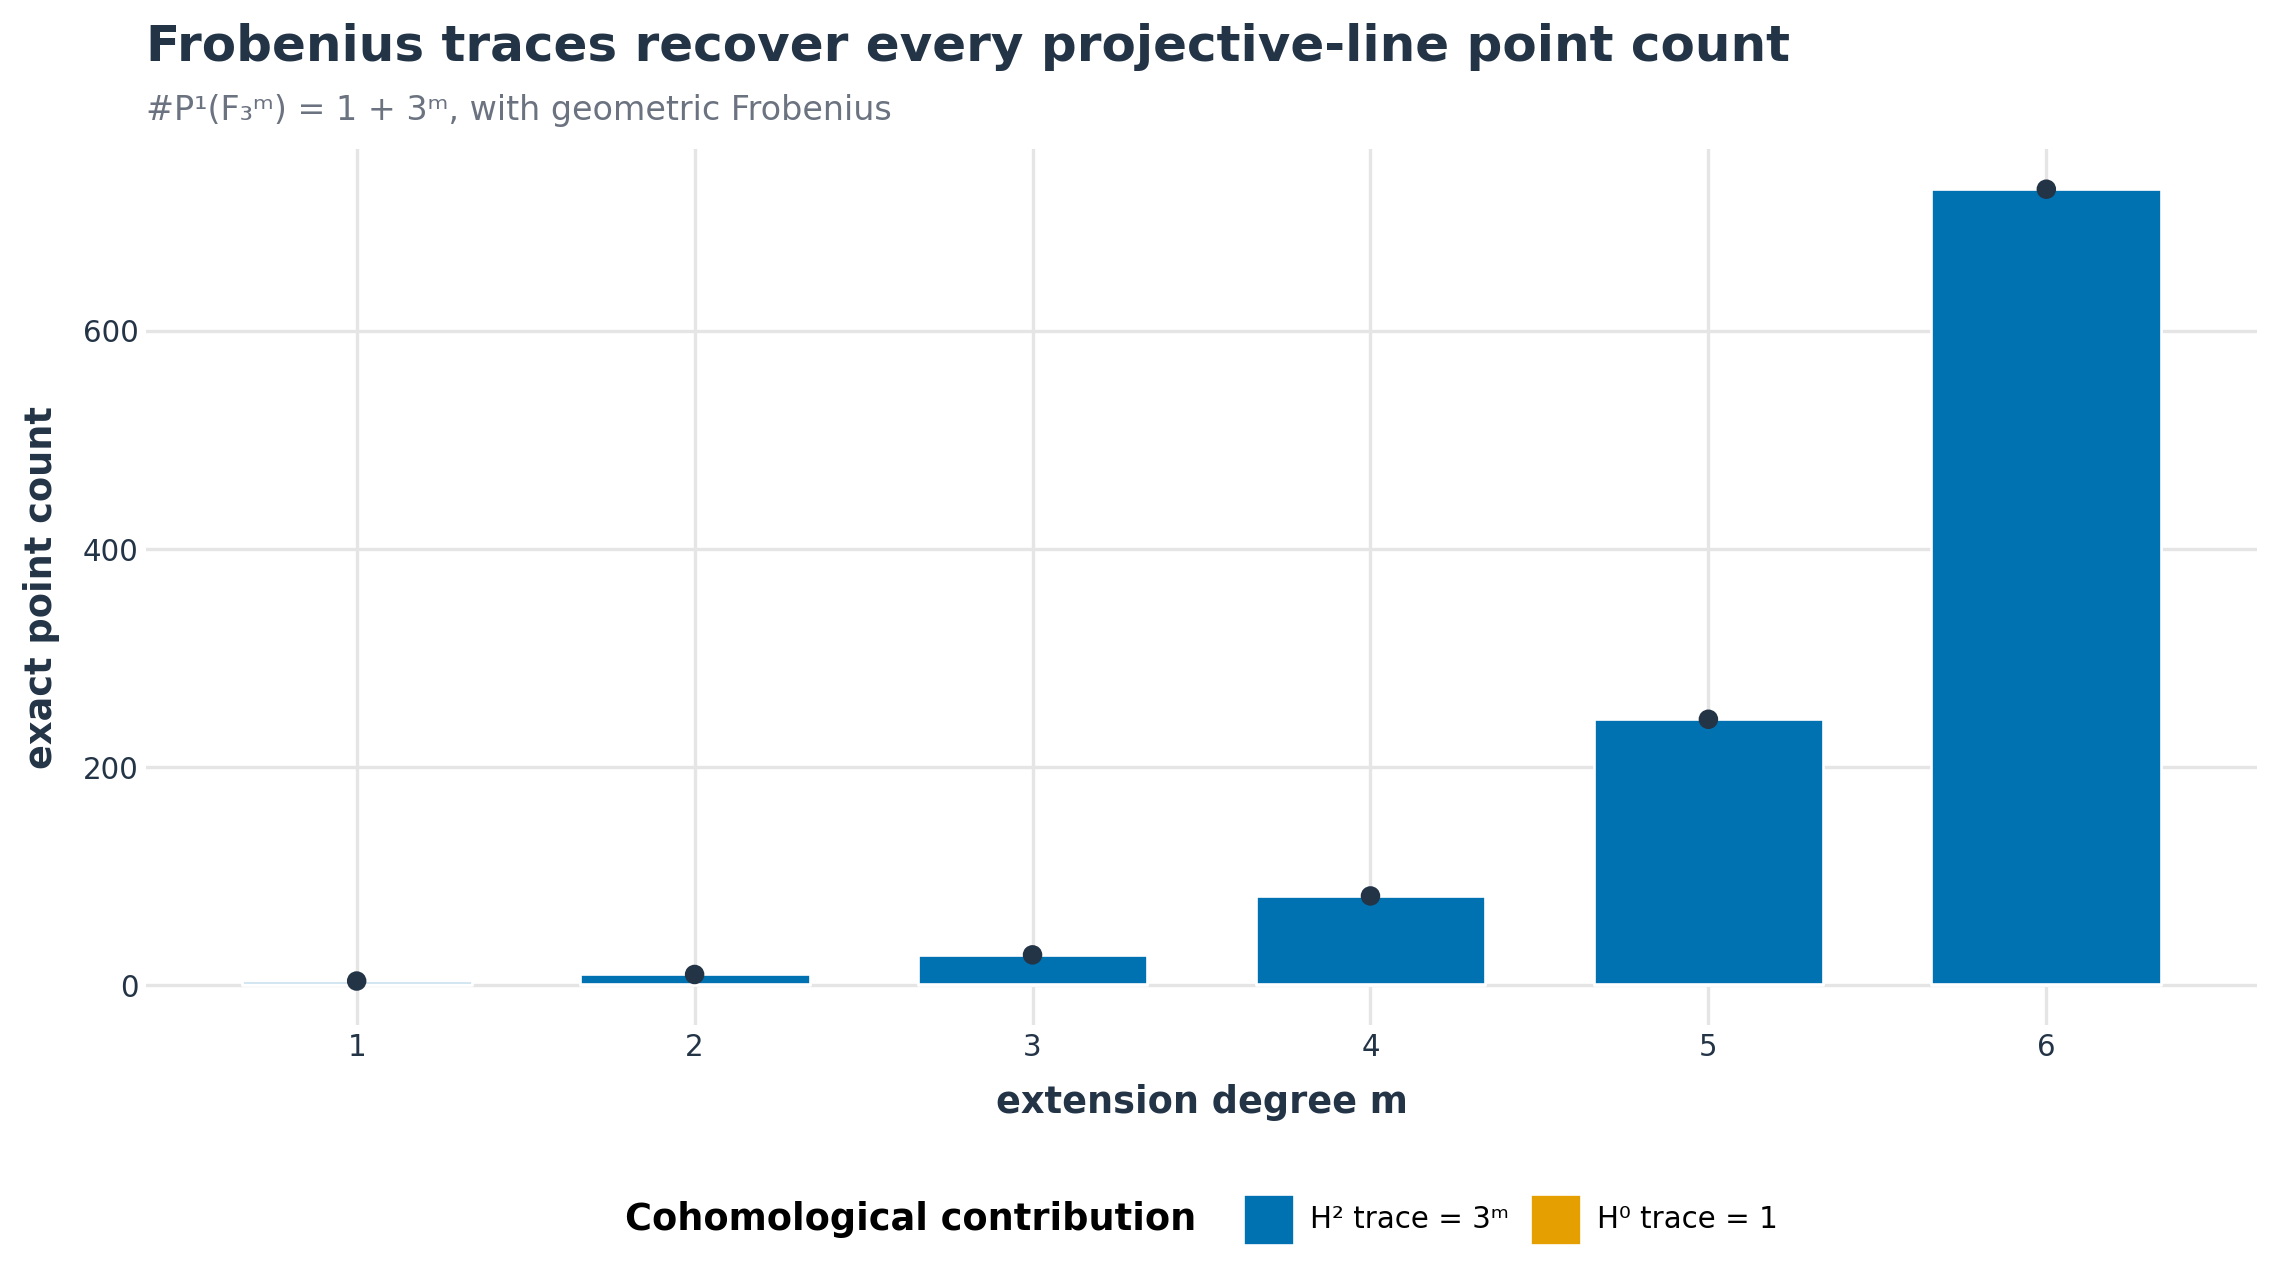 Frobenius traces recover every projective-line point count
#P¹(F₃ᵐ) = 1 + 3ᵐ, with geometric Frobenius
exact point count
600
400
200
0
1 2 3 4 5 6
extension degree m
Cohomological contribution H² trace = 3ᵐ H⁰ trace = 1